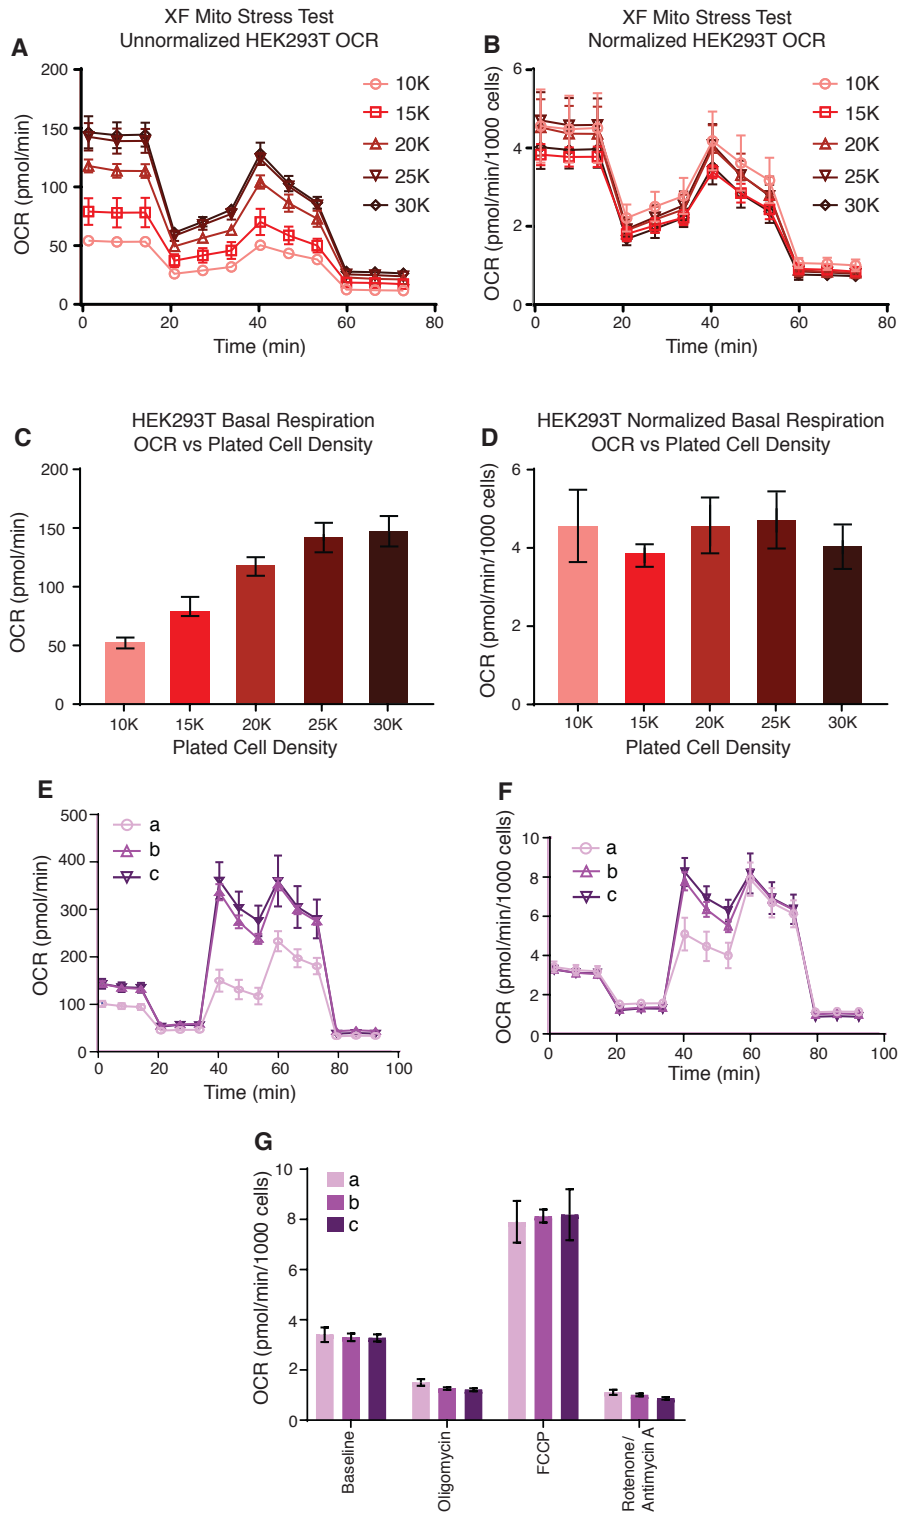 A
XF Mito Stress Test
Unnormalized HEK293T OCR
OCR (pmol/min)
200
150
100
50
0
0 20 40 60 80
Time (min)
10K
15K
20K
25K
30K
B
XF Mito Stress Test
Normalized HEK293T OCR
OCR (pmol/min/1000 cells)
6
4
2
0
0 20 40 60 80
Time (min)
10K
15K
20K
25K
30K
C
HEK293T Basal Respiration
OCR vs Plated Cell Density
OCR (pmol/min)
200
150
100
50
0
10K 15K 20K 25K 30K
Plated Cell Density
D
HEK293T Normalized Basal Respiration
OCR vs Plated Cell Density
OCR (pmol/min/1000 cells)
6
4
2
0
10K 15K 20K 25K 30K
Plated Cell Density
E
OCR (pmol/min)
500
400
300
200
100
0
0 20 40 60 80 100
Time (min)
a
b
c
F
OCR (pmol/min/1000 cells)
10
8
6
4
2
0
0 20 40 60 80 100
Time (min)
a
b
c
G
OCR (pmol/min/1000 cells)
10
8
6
4
2
0
a
b
c
Baseline
Oligomycin
FCCP
Rotenone/
Antimycin A